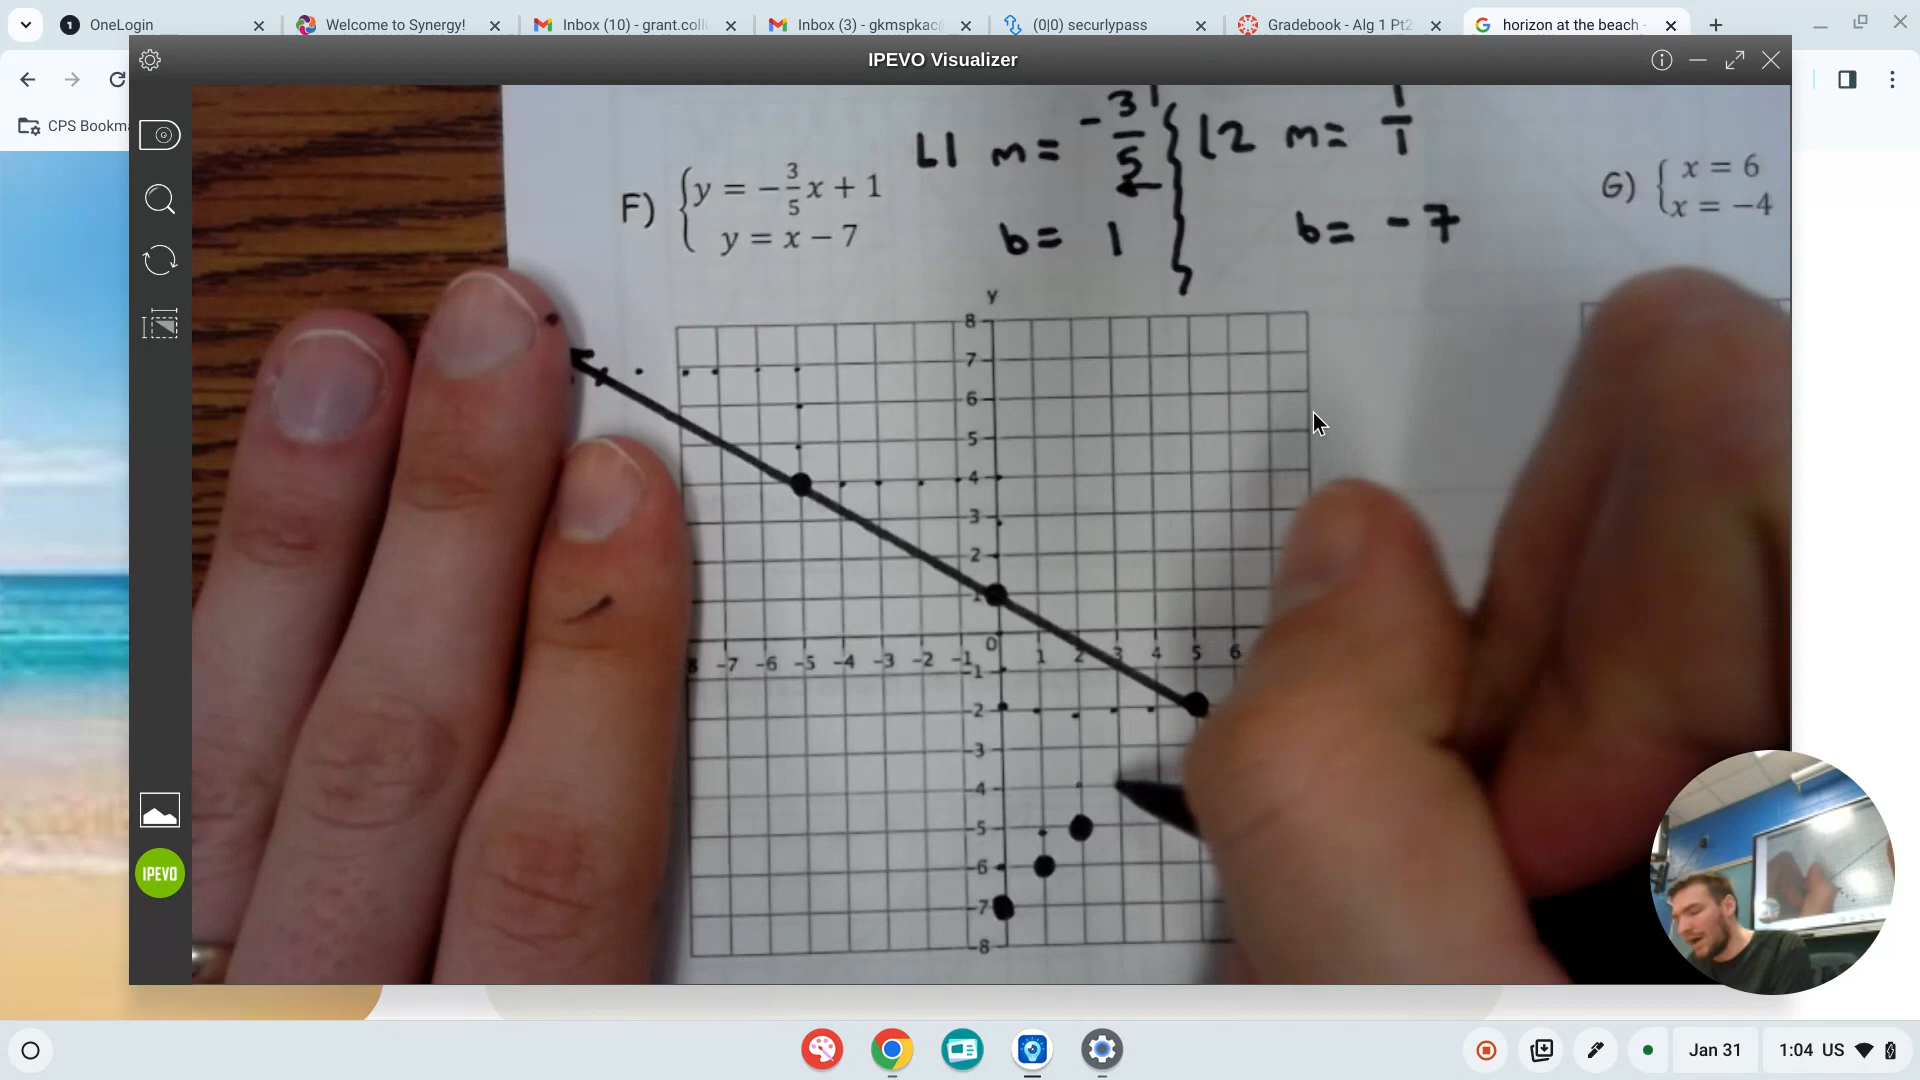 OneLogin
Welcome to Synergy!
Inbox (10) - grant.coll
Inbox (3) - gkmspkac
(0|0) securlypass
Gradebook - Alg 1 Pt2
horizon at the beach -
IPEVO Visualizer
CPS Bookma
L1 m = -3/5
L2 m = 1/1
F) { y = -3/5x + 1
y = x - 7
b = 1
b = -7
G) { x = 6
x = -4
y
8
7
6
5
4
3
2
1
0
8 -7 -6 -5 -4 -3 -2 -1 1 2 3 4 5 6
-1
-2
-3
-4
-5
-6
-7
-8
IPEVO
Jan 31
1:04 US